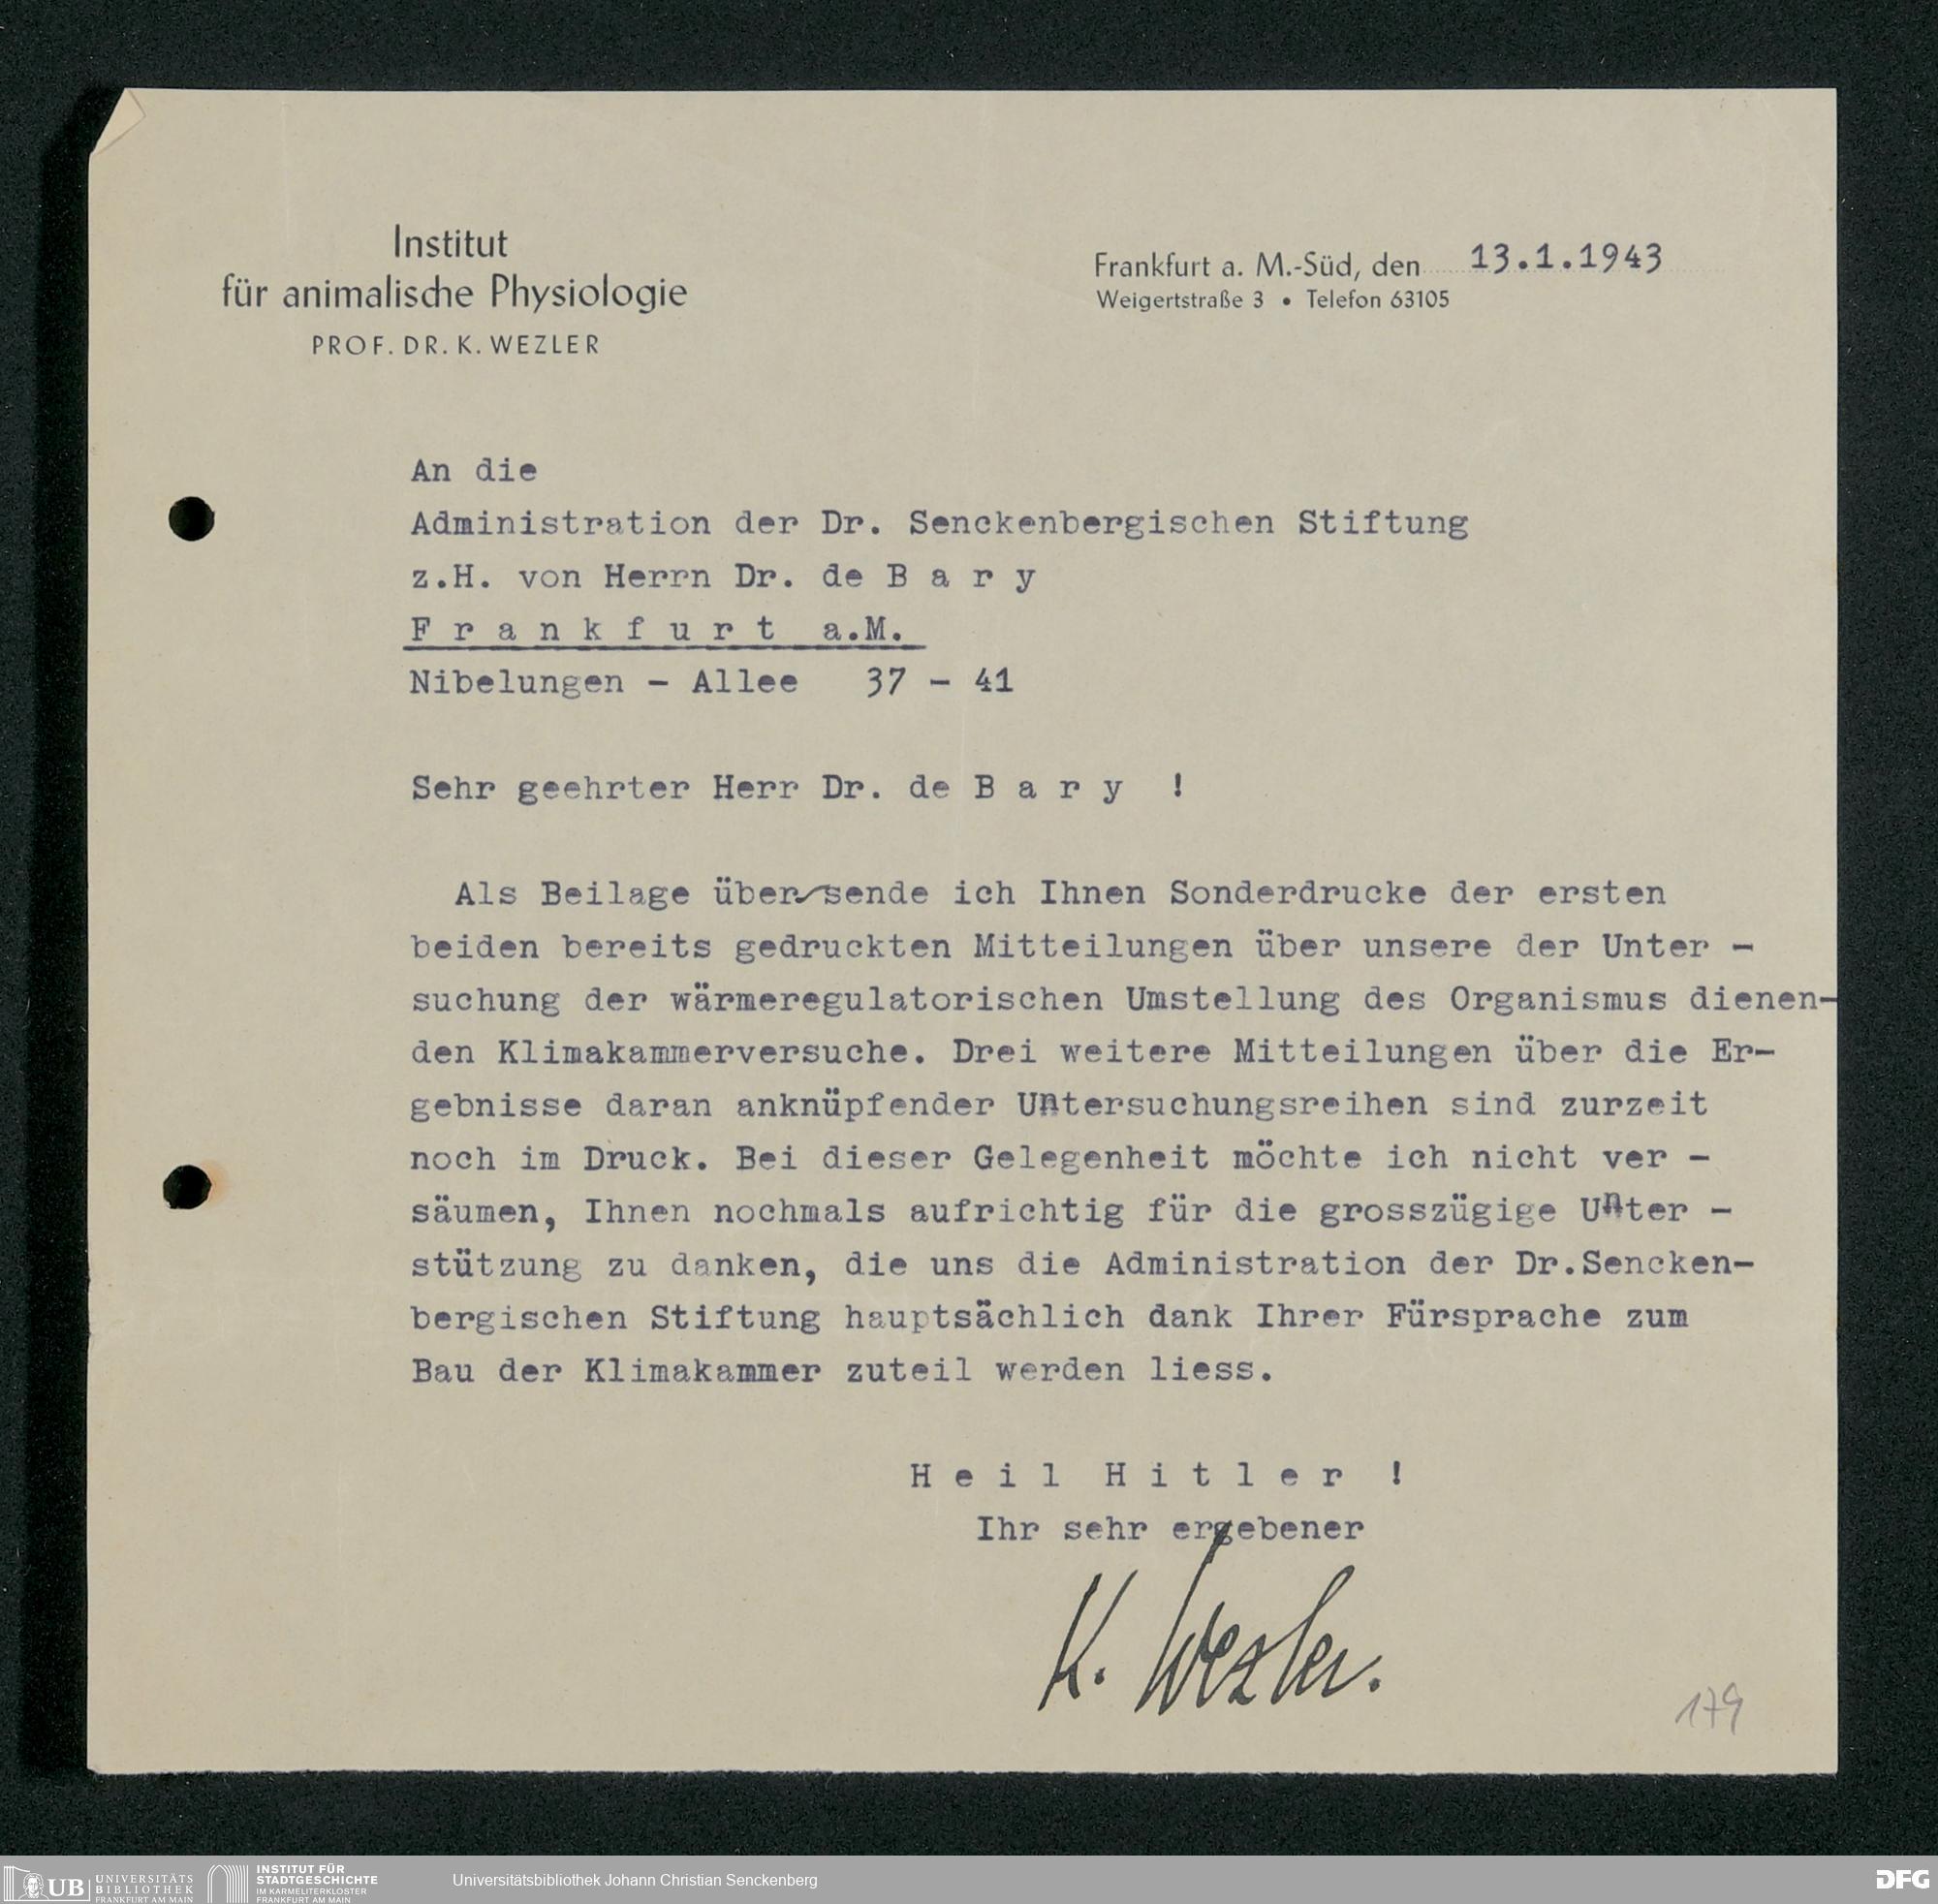 Institut
für animalische Physiologie
PROF. DR. K. WEZLER
Frankfurt a. M.-Süd, den 13.1.1943
Weigertstraße 3 • Telefon 63105
An die
Administration der Dr. Senckenbergischen Stiftung
z.H. von Herrn Dr. de B a r y
F r a n k f u r t  a.M.
Nibelungen - Allee  37 - 41
Sehr geehrter Herr Dr. de B a r y  !
Als Beilage übersende ich Ihnen Sonderdrucke der ersten
beiden bereits gedruckten Mitteilungen über unsere der Unter -
suchung der wärmeregulatorischen Umstellung des Organismus dienen-
den Klimakammerversuche. Drei weitere Mitteilungen über die Er-
gebnisse daran anknüpfender Untersuchungsreihen sind zurzeit
noch im Druck. Bei dieser Gelegenheit möchte ich nicht ver -
säumen, Ihnen nochmals aufrichtig für die grosszügige Unter -
stützung zu danken, die uns die Administration der Dr.Sencken-
bergischen Stiftung hauptsächlich dank Ihrer Fürsprache zum
Bau der Klimakammer zuteil werden liess.
H e i l  H i t l e r  !
Ihr sehr ergebener
K. Wezler.
179
UB UNIVERSITÄTS
BIBLIOTHEK
FRANKFURT AM MAIN
INSTITUT FÜR
STADTGESCHICHTE
IM KARMELITERKLOSTER
FRANKFURT AM MAIN
Universitätsbibliothek Johann Christian Senckenberg
DFG